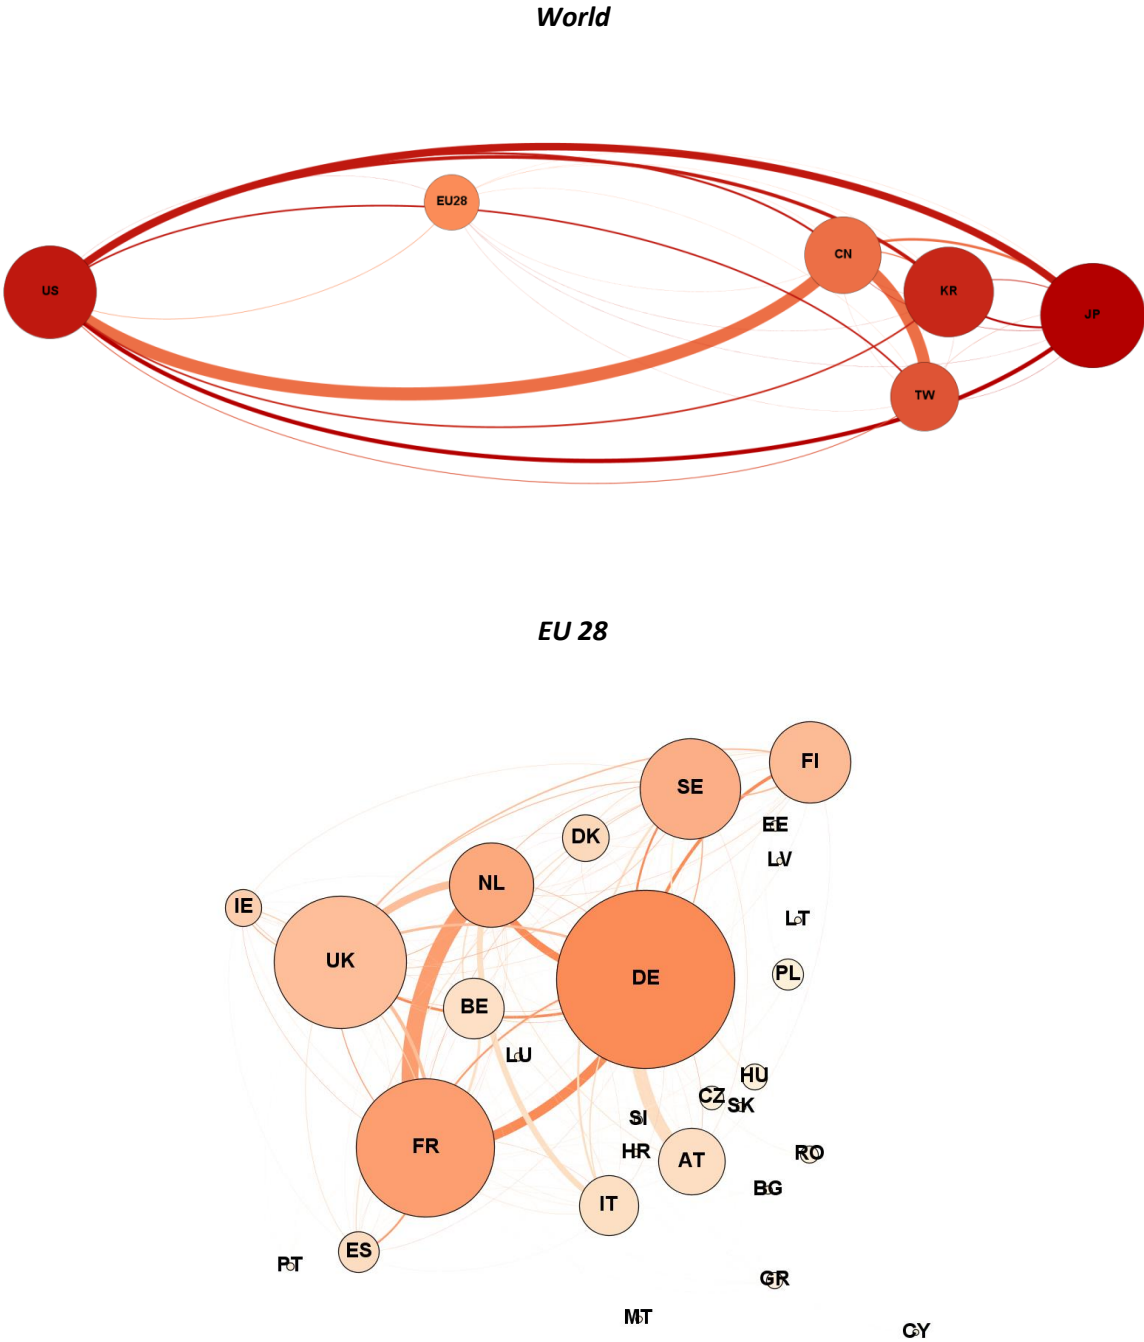 World
EU28
CN
US
KR
JP
TW
EU 28
FI
SE
EE
DK
LV
NL
IE
LT
UK
PL
DE
BE
LU
HU
CZ
SK
SI
FR
HR
AT
RO
BG
IT
ES
PT
GR
MT
CY